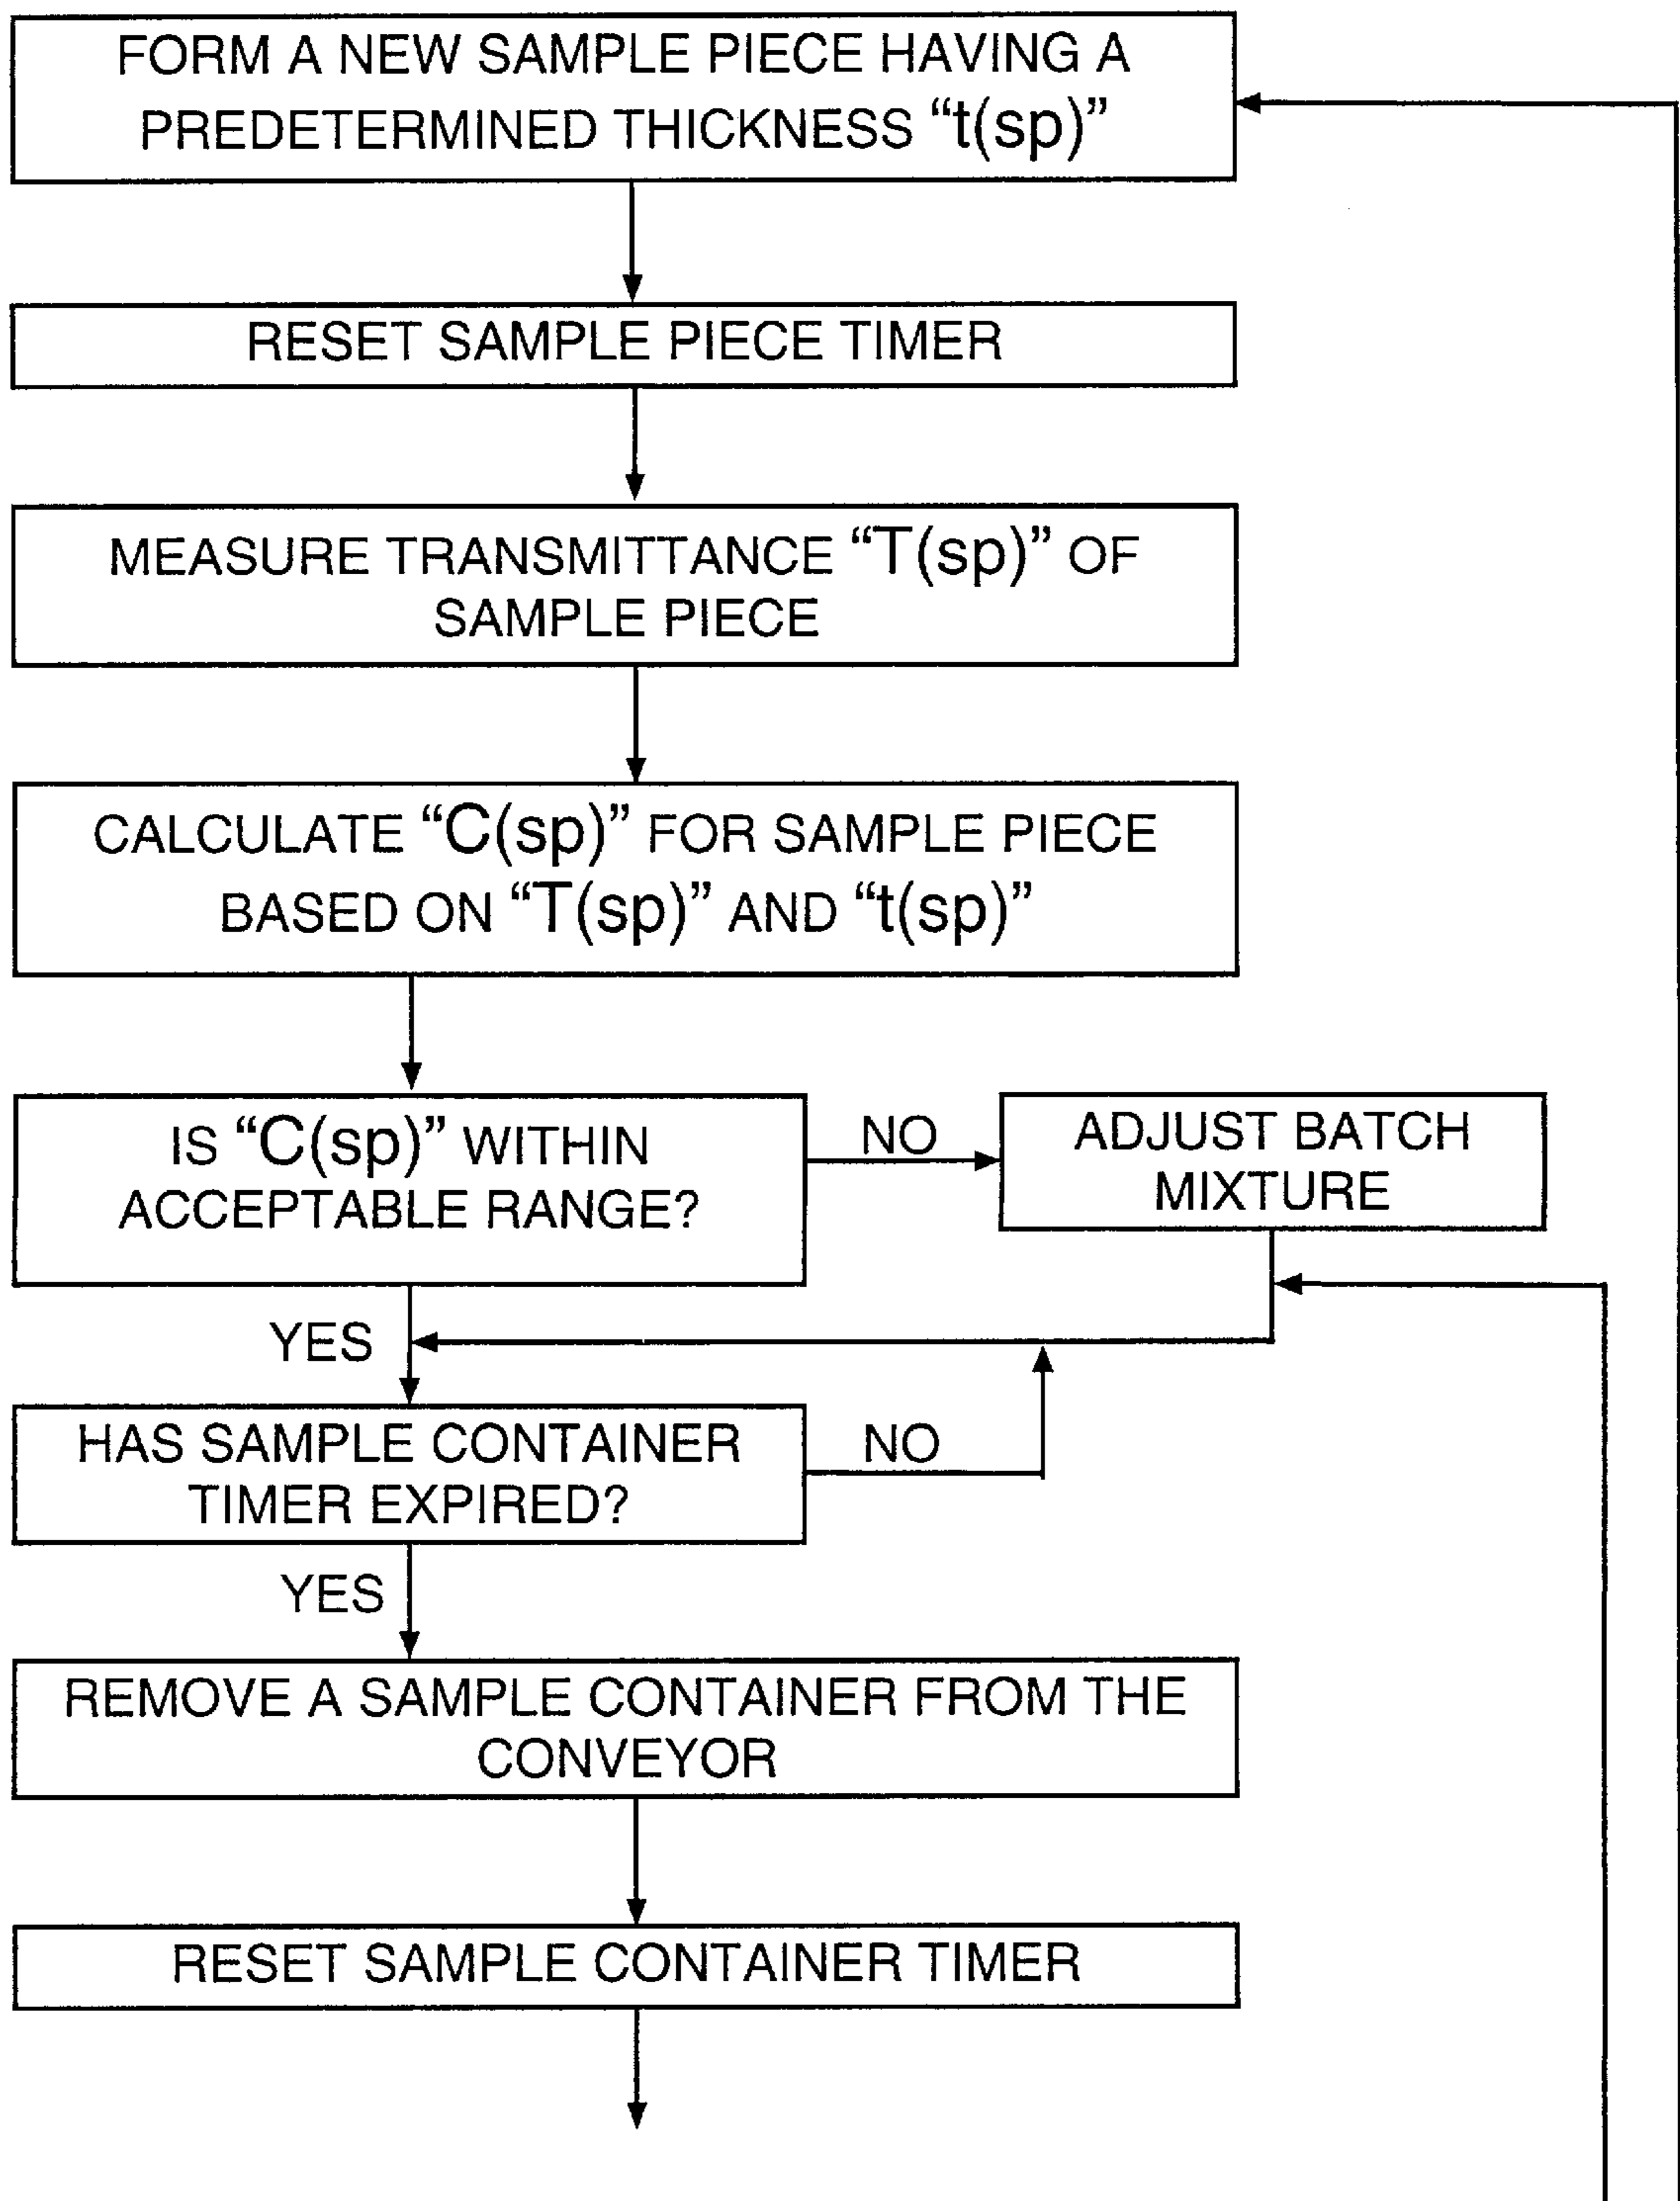 FORM A NEW SAMPLE PIECE HAVING A
PREDETERMINED THICKNESS “t(sp)”
RESET SAMPLE PIECE TIMER
MEASURE TRANSMITTANCE “T(sp)” OF
SAMPLE PIECE
CALCULATE “C(sp)” FOR SAMPLE PIECE
BASED ON “T(sp)” AND “t(sp)”
IS “C(sp)” WITHIN
ACCEPTABLE RANGE?
NO
ADJUST BATCH
MIXTURE
YES
HAS SAMPLE CONTAINER
TIMER EXPIRED?
NO
YES
REMOVE A SAMPLE CONTAINER FROM THE
CONVEYOR
RESET SAMPLE CONTAINER TIMER